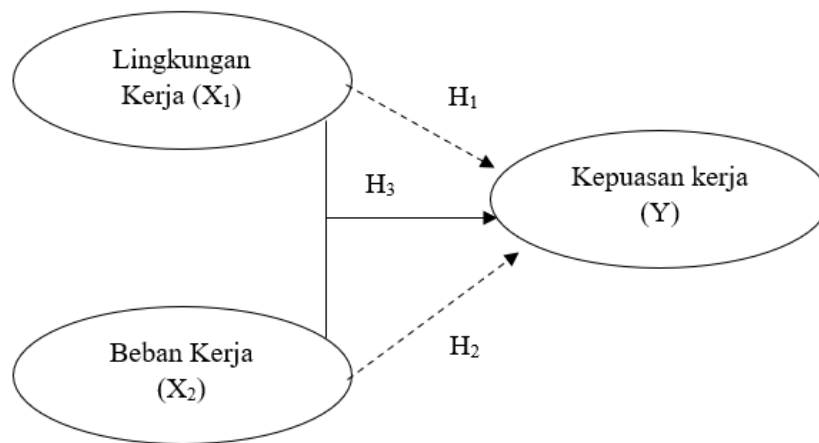 Lingkungan
Kerja (X₁)
H₁
Kepuasan kerja
(Y)
H₃
Beban Kerja
(X₂)
H₂